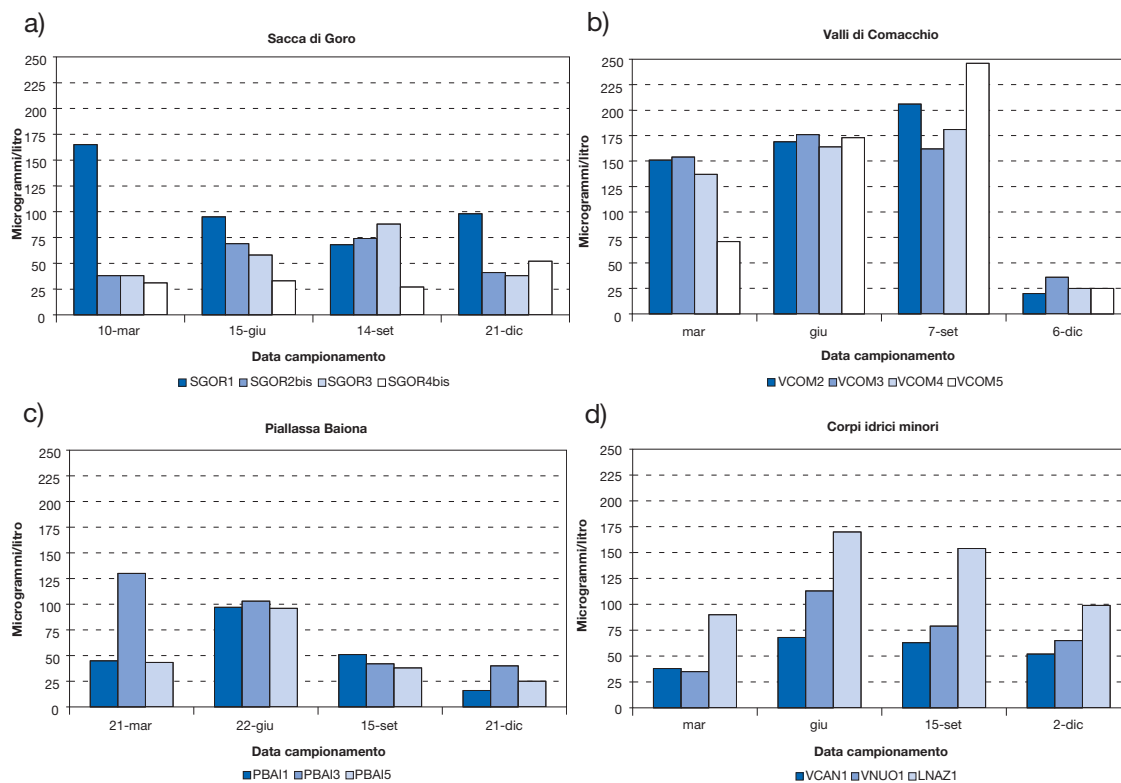 a)
Sacca di Goro
Microgrammi/litro
250
225
200
175
150
125
100
75
50
25
0
10-mar 15-giu 14-set 21-dic
Data campionamento
SGOR1 SGOR2bis SGOR3 SGOR4bis
b)
Valli di Comacchio
Microgrammi/litro
250
225
200
175
150
125
100
75
50
25
0
mar giu 7-set 6-dic
Data campionamento
VCOM2 VCOM3 VCOM4 VCOM5
c)
Piallassa Baiona
Microgrammi/litro
250
225
200
175
150
125
100
75
50
25
0
21-mar 22-giu 15-set 21-dic
Data campionamento
PBAI1 PBAI3 PBAI5
d)
Corpi idrici minori
Microgrammi/litro
250
225
200
175
150
125
100
75
50
25
0
mar giu 15-set 2-dic
Data campionamento
VCAN1 VNUO1 LNAZ1